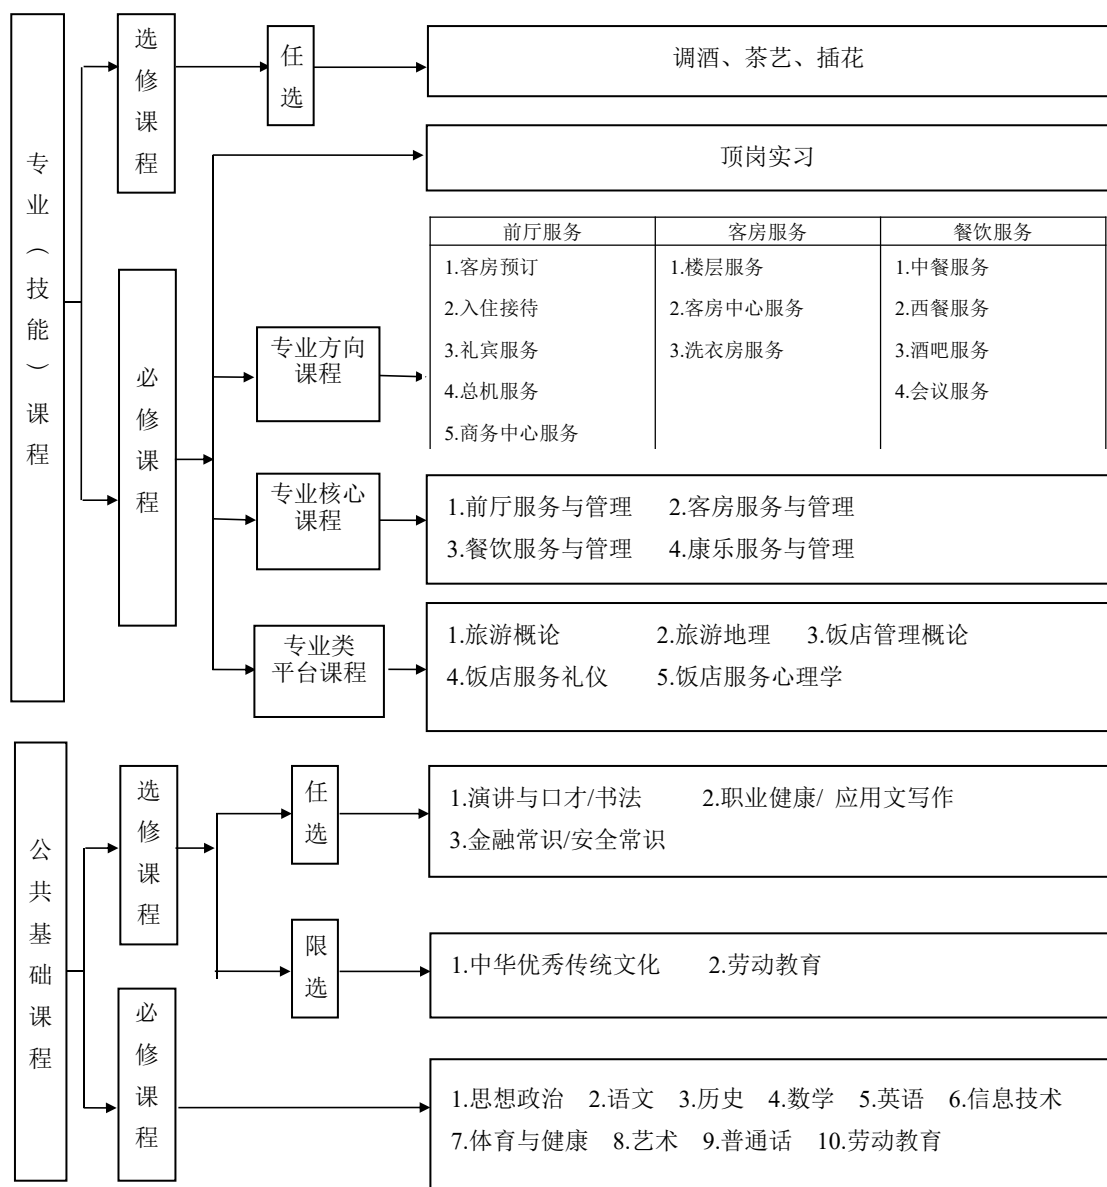 专业（技能）课程
选修课程
任选
调酒、茶艺、插花
必修课程
顶岗实习
专业方向
课程
前厅服务 客房服务 餐饮服务
1.客房预订 1.楼层服务 1.中餐服务
2.入住接待 2.客房中心服务 2.西餐服务
3.礼宾服务 3.洗衣房服务 3.酒吧服务
4.总机服务 4.会议服务
5.商务中心服务
专业核心
课程
1.前厅服务与管理 2.客房服务与管理
3.餐饮服务与管理 4.康乐服务与管理
专业类
平台课程
1.旅游概论 2.旅游地理 3.饭店管理概论
4.饭店服务礼仪 5.饭店服务心理学
公共基础课程
选修课程
任选
1.演讲与口才/书法 2.职业健康/ 应用文写作
3.金融常识/安全常识
限选
1.中华优秀传统文化 2.劳动教育
必修课程
1.思想政治 2.语文 3.历史 4.数学 5.英语 6.信息技术
7.体育与健康 8.艺术 9.普通话 10.劳动教育